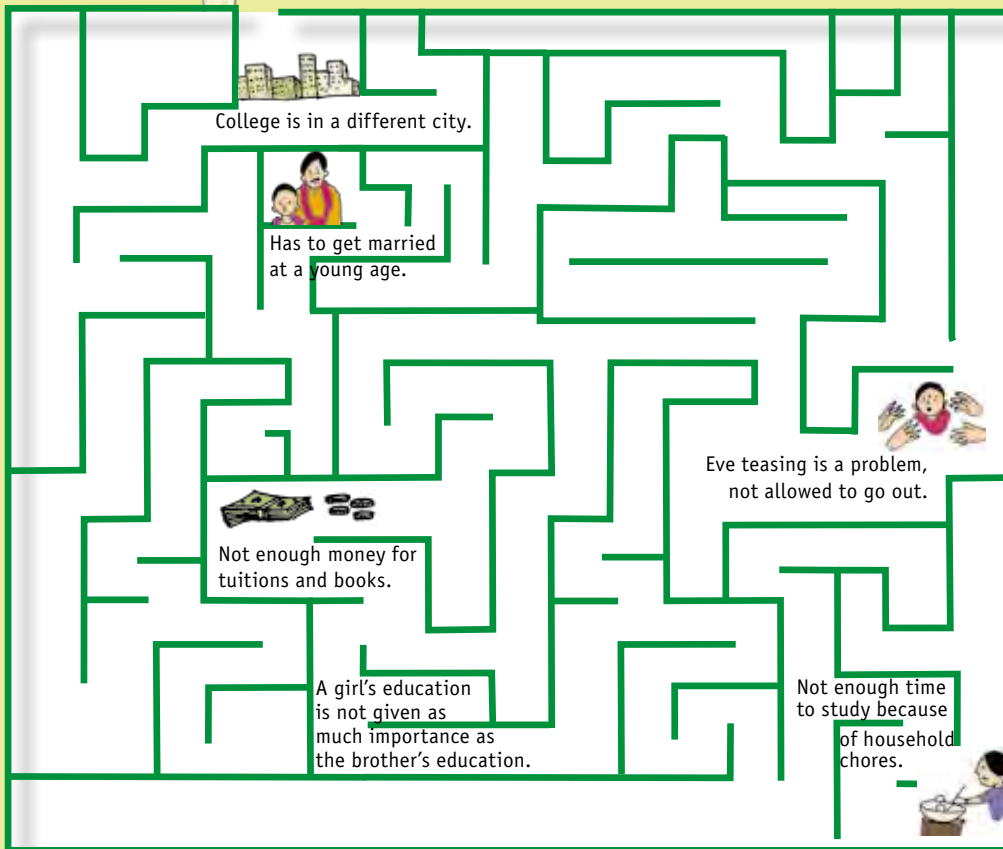 College is in a different city.
Has to get married
at a young age.
Eve teasing is a problem,
not allowed to go out.
Not enough money for
tuitions and books.
A girl's education
is not given as
much importance as
the brother's education.
Not enough time
to study because
of household
chores.